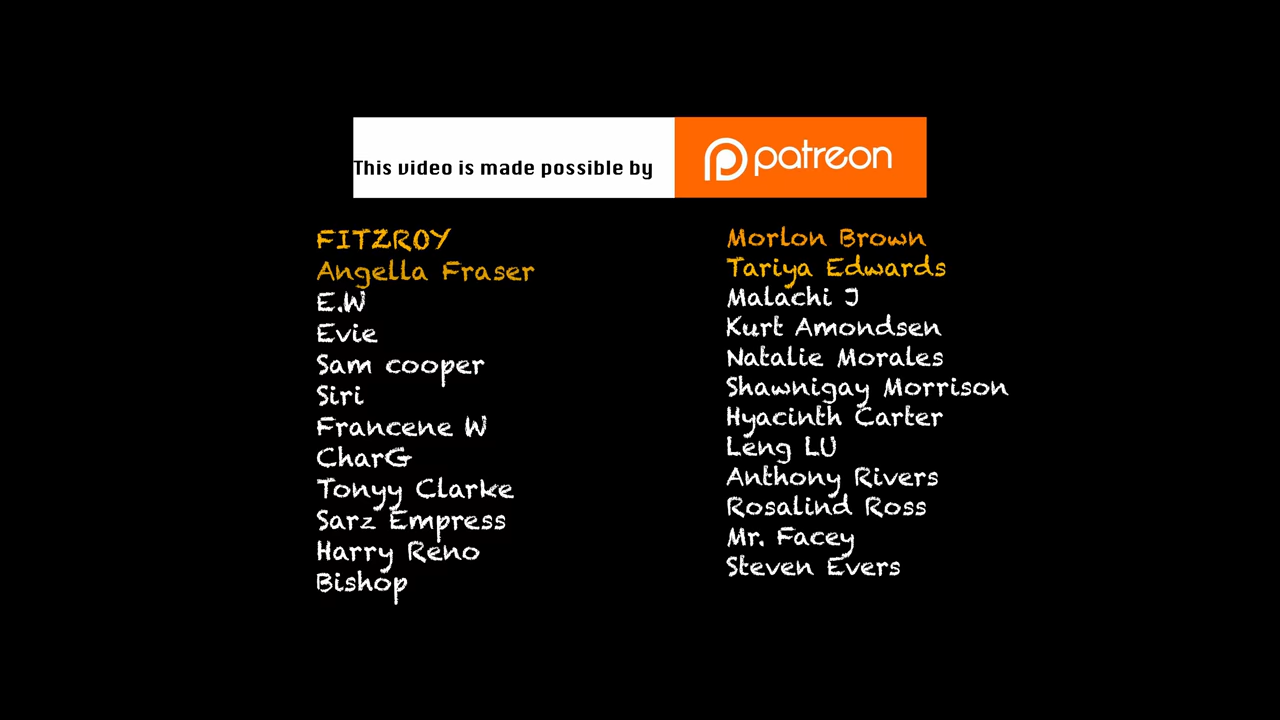 This video is made possible by patreon
FITZROY
Angella Fraser
E.W
Evie
Sam cooper
Siri
Francene W
CharG
Tonyy Clarke
Sarz Empress
Harry Reno
Bishop
Morlon Brown
Tariya Edwards
Malachi J
Kurt Amondsen
Natalie Morales
Shawnigay Morrison
Hyacinth Carter
Leng LU
Anthony Rivers
Rosalind Ross
Mr. Facey
Steven Evers